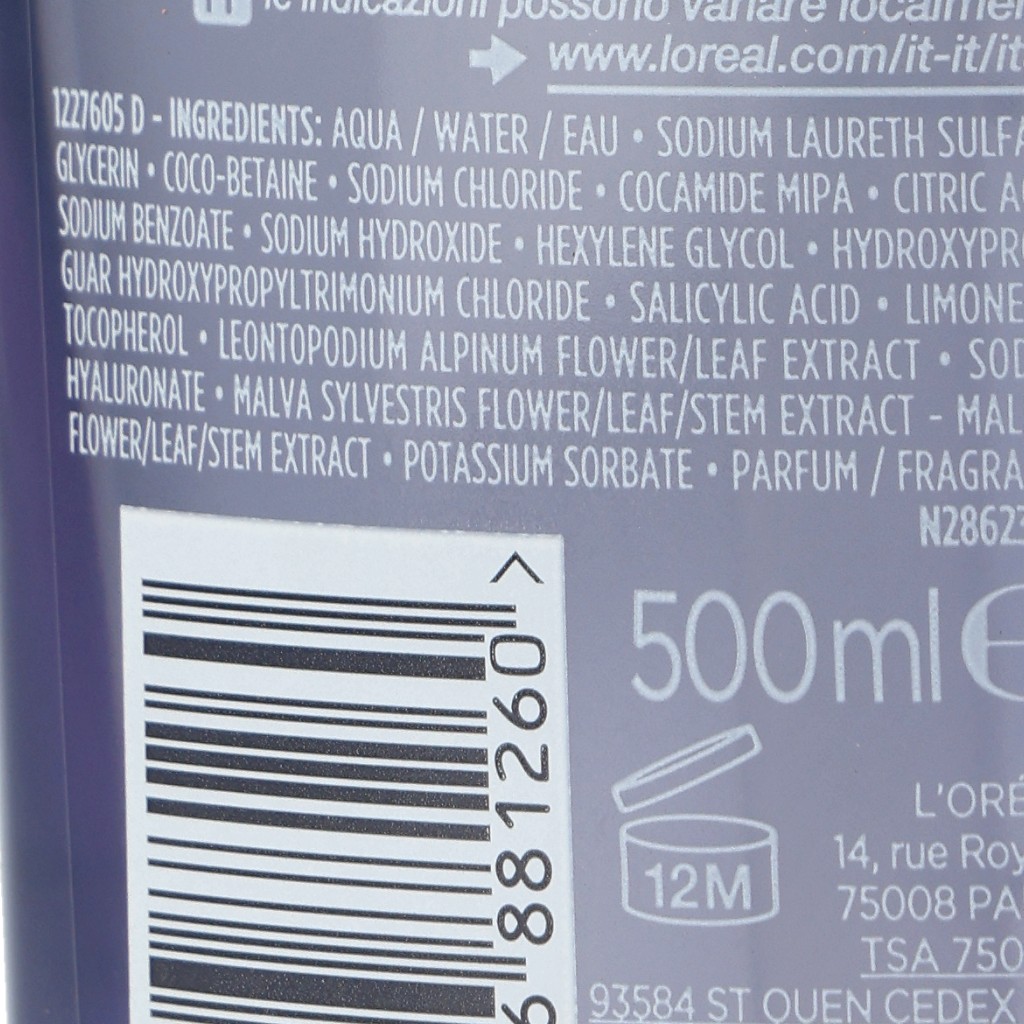 le indicazioni possono variare localmen
www.loreal.com/it-it/it
1227605 D - INGREDIENTS: AQUA / WATER / EAU • SODIUM LAURETH SULFA
GLYCERIN • COCO-BETAINE • SODIUM CHLORIDE • COCAMIDE MIPA • CITRIC A
SODIUM BENZOATE • SODIUM HYDROXIDE • HEXYLENE GLYCOL • HYDROXYPR
GUAR HYDROXYPROPYLTRIMONIUM CHLORIDE • SALICYLIC ACID • LIMONE
TOCOPHEROL • LEONTOPODIUM ALPINUM FLOWER/LEAF EXTRACT • SOD
HYALURONATE • MALVA SYLVESTRIS FLOWER/LEAF/STEM EXTRACT - MAL
FLOWER/LEAF/STEM EXTRACT • POTASSIUM SORBATE • PARFUM / FRAGRA
N28623
500ml e
12M
L'ORÉ
14, rue Roy
75008 PA
TSA 750
93584 ST OUEN CEDEX
6 881260 >